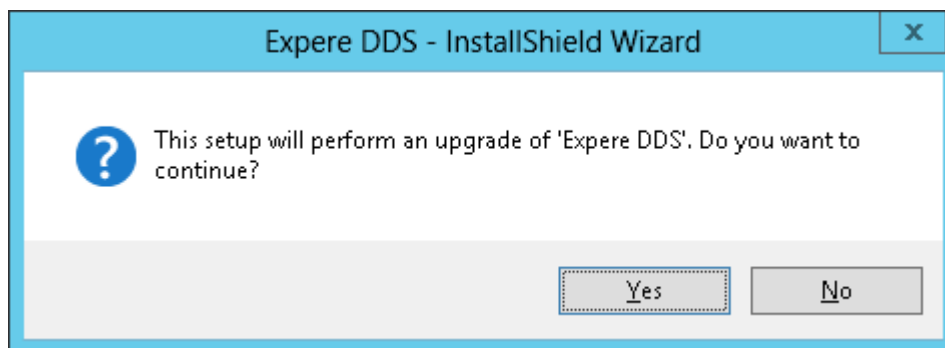 Expere DDS - InstallShield Wizard
x
?
This setup will perform an upgrade of 'Expere DDS'. Do you want to
continue?
Yes
No